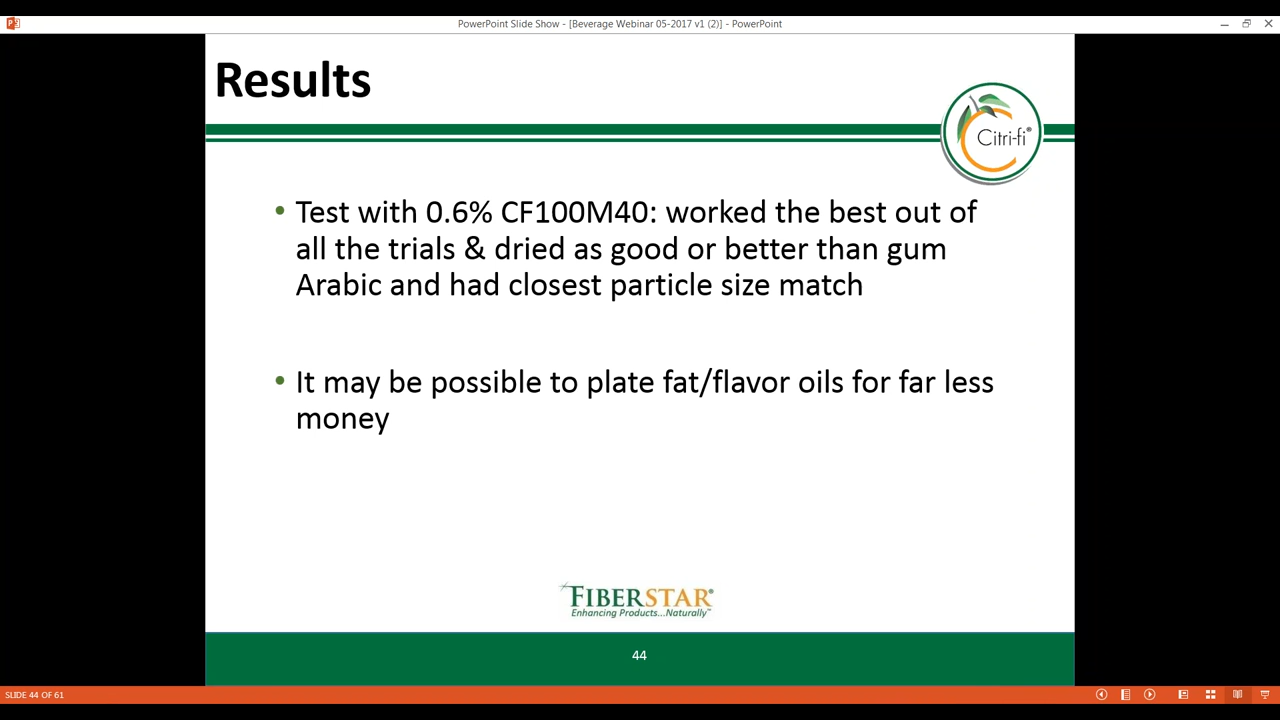 PowerPoint Slide Show - [Beverage Webinar 05-2017 v1 (2)] - PowerPoint
Results
Citri-fi®
• Test with 0.6% CF100M40: worked the best out of
all the trials & dried as good or better than gum
Arabic and had closest particle size match
• It may be possible to plate fat/flavor oils for far less
money
FIBERSTAR®
Enhancing Products...Naturally™
44
SLIDE 44 OF 61